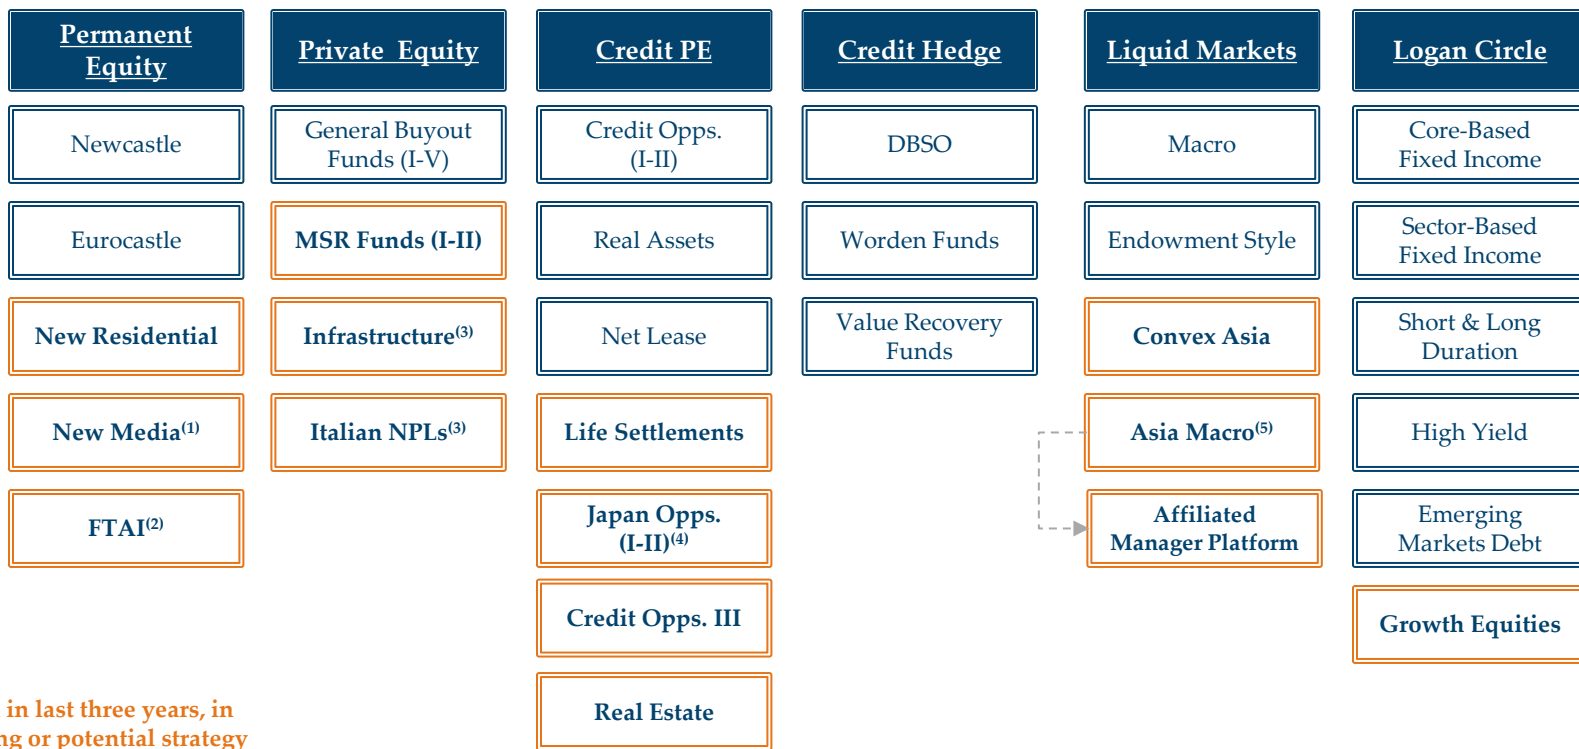 Permanent
Equity
Newcastle
Eurocastle
New Residential
New Media(1)
FTAI(2)
Private Equity
General Buyout
Funds (I-V)
MSR Funds (I-II)
Infrastructure(3)
Italian NPLs(3)
Credit PE
Credit Opps.
(I-II)
Real Assets
Net Lease
Life Settlements
Japan Opps.
(I-II)(4)
Credit Opps. III
Real Estate
Credit Hedge
DBSO
Worden Funds
Value Recovery
Funds
Liquid Markets
Macro
Endowment Style
Convex Asia
Asia Macro(5)
Affiliated
Manager Platform
Logan Circle
Core-Based
Fixed Income
Sector-Based
Fixed Income
Short & Long
Duration
High Yield
Emerging
Markets Debt
Growth Equities
in last three years, in
or potential strategy